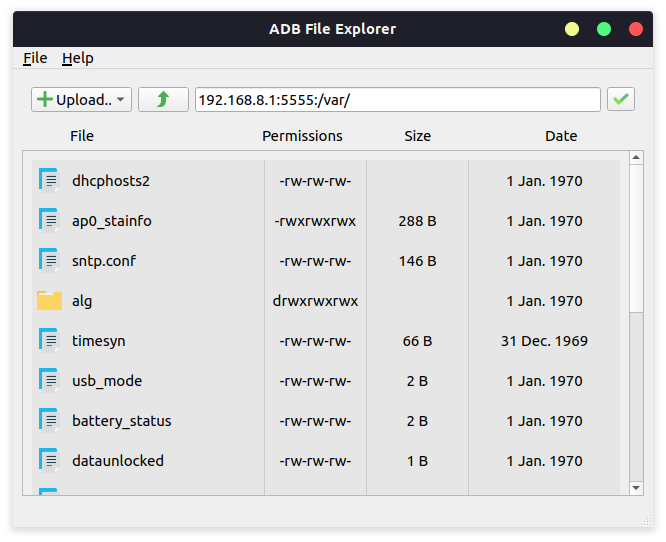 ADB File Explorer
File Help
Upload.. 192.168.8.1:5555:/var/
File Permissions Size Date
dhcphosts2 -rw-rw-rw- 1 Jan. 1970
ap0_stainfo -rwxrwxrwx 288 B 1 Jan. 1970
sntp.conf -rw-rw-rw- 146 B 1 Jan. 1970
alg drwxrwxrwx 1 Jan. 1970
timesyn -rw-rw-rw- 66 B 31 Dec. 1969
usb_mode -rw-rw-rw- 2 B 1 Jan. 1970
battery_status -rw-rw-rw- 2 B 1 Jan. 1970
dataunlocked -rw-rw-rw- 1 B 1 Jan. 1970